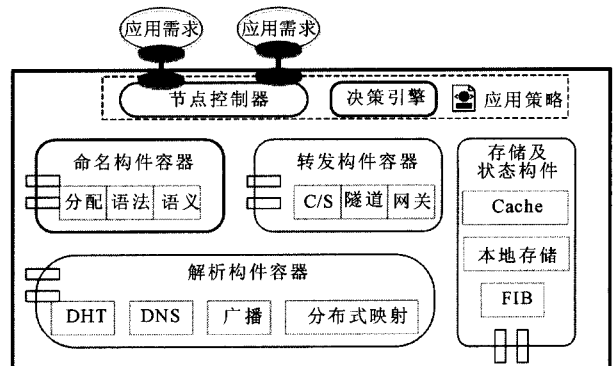 应用需求 应用需求
节点控制器 决策引擎 应用策略
命名构件容器
分配 语法 语义
转发构件容器
C/S 隧道 网关
存储及
状态构件
Cache
本地存储
FIB
解析构件容器
DHT DNS 广播 分布式映射